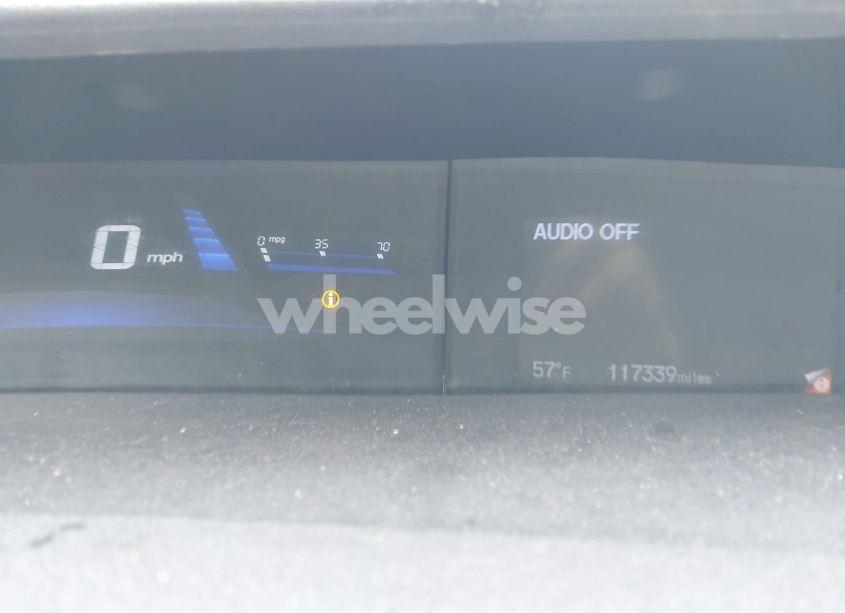 0 mph
0 mpg 35 70
AUDIO OFF
wheelwise
57°F 117339 miles